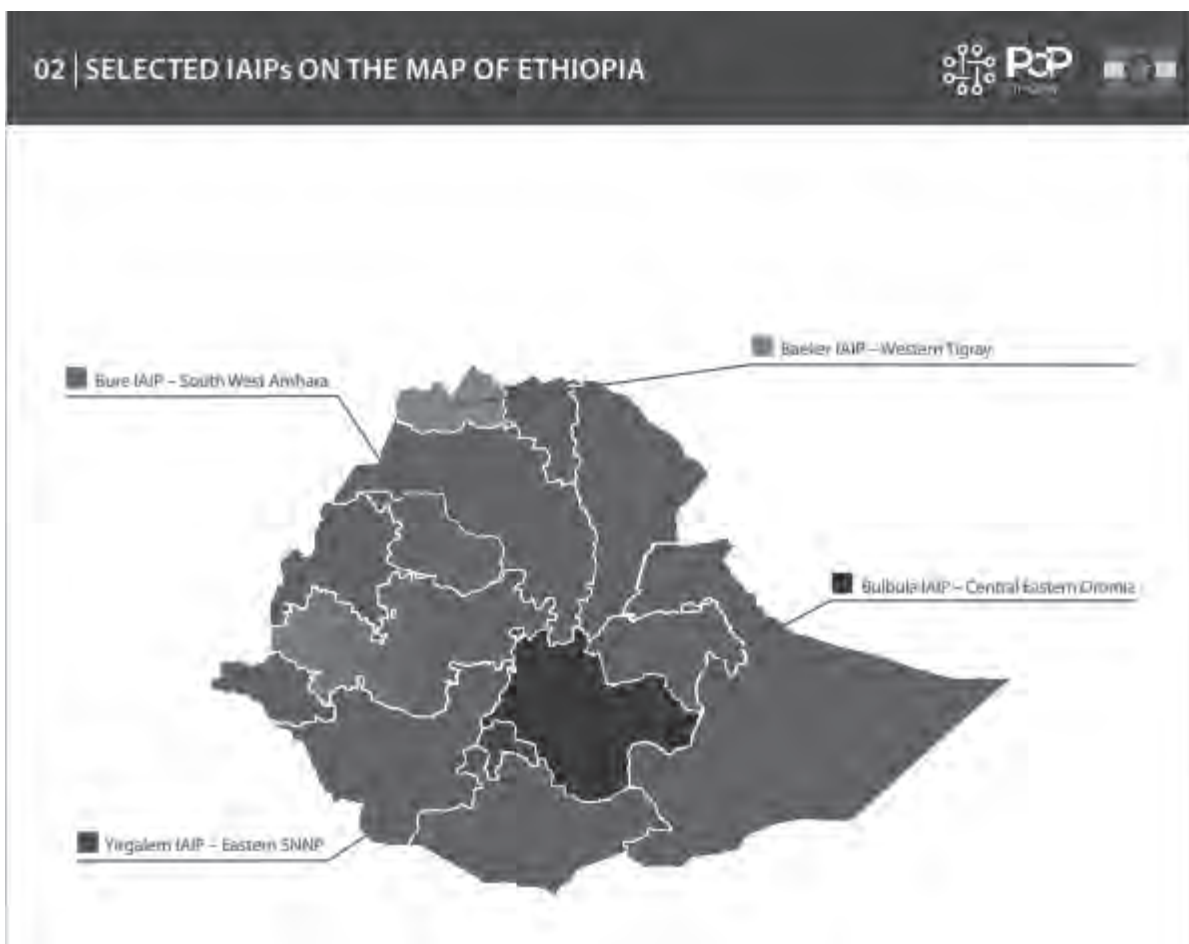 02 | SELECTED IAIPs ON THE MAP OF ETHIOPIA
PCP
Baeker IAIP – Western Tigray
Bure IAIP – South West Amhara
Bulbula IAIP – Central Eastern Oromia
Yirgalem IAIP – Eastern SNNP